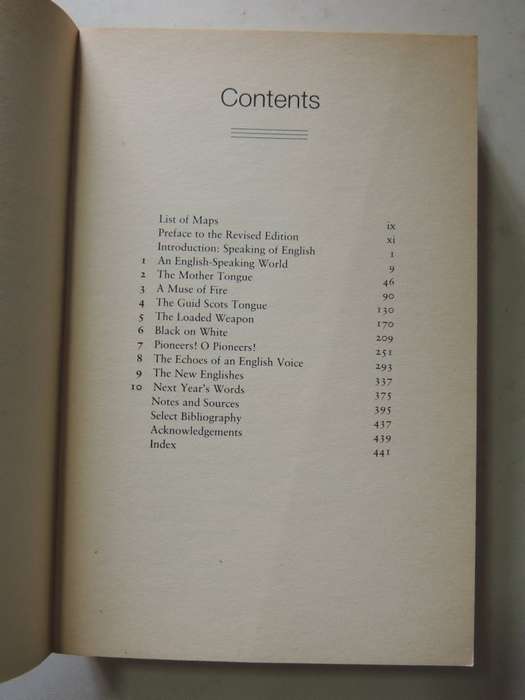 Contents
List of Maps ix
Preface to the Revised Edition xi
Introduction: Speaking of English 1
1 An English-Speaking World 9
2 The Mother Tongue 46
3 A Muse of Fire 90
4 The Guid Scots Tongue 130
5 The Loaded Weapon 170
6 Black on White 209
7 Pioneers! O Pioneers! 251
8 The Echoes of an English Voice 293
9 The New Englishes 337
10 Next Year's Words 375
Notes and Sources 395
Select Bibliography 437
Acknowledgements 439
Index 441